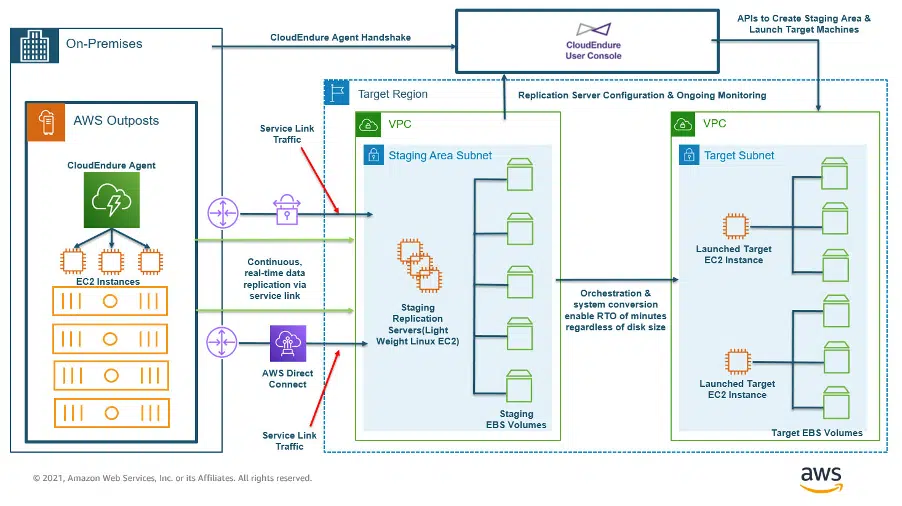 On-Premises
CloudEndure Agent Handshake
CloudEndure
User Console
APIs to Create Staging Area &
Launch Target Machines
Target Region
Replication Server Configuration & Ongoing Monitoring
AWS Outposts
Service Link
Traffic
VPC
VPC
CloudEndure Agent
Staging Area Subnet
Target Subnet
EC2 Instances
Continuous,
real-time data
replication via
service link
Staging
Replication
Servers(Light
Weight Linux EC2)
Launched Target
EC2 Instance
Orchestration &
system conversion
enable RTO of minutes
regardless of disk size
AWS Direct
Connect
Launched Target
EC2 Instance
Service Link
Traffic
Staging
EBS Volumes
Target EBS Volumes
© 2021, Amazon Web Services, Inc. or its Affiliates. All rights reserved.
aws